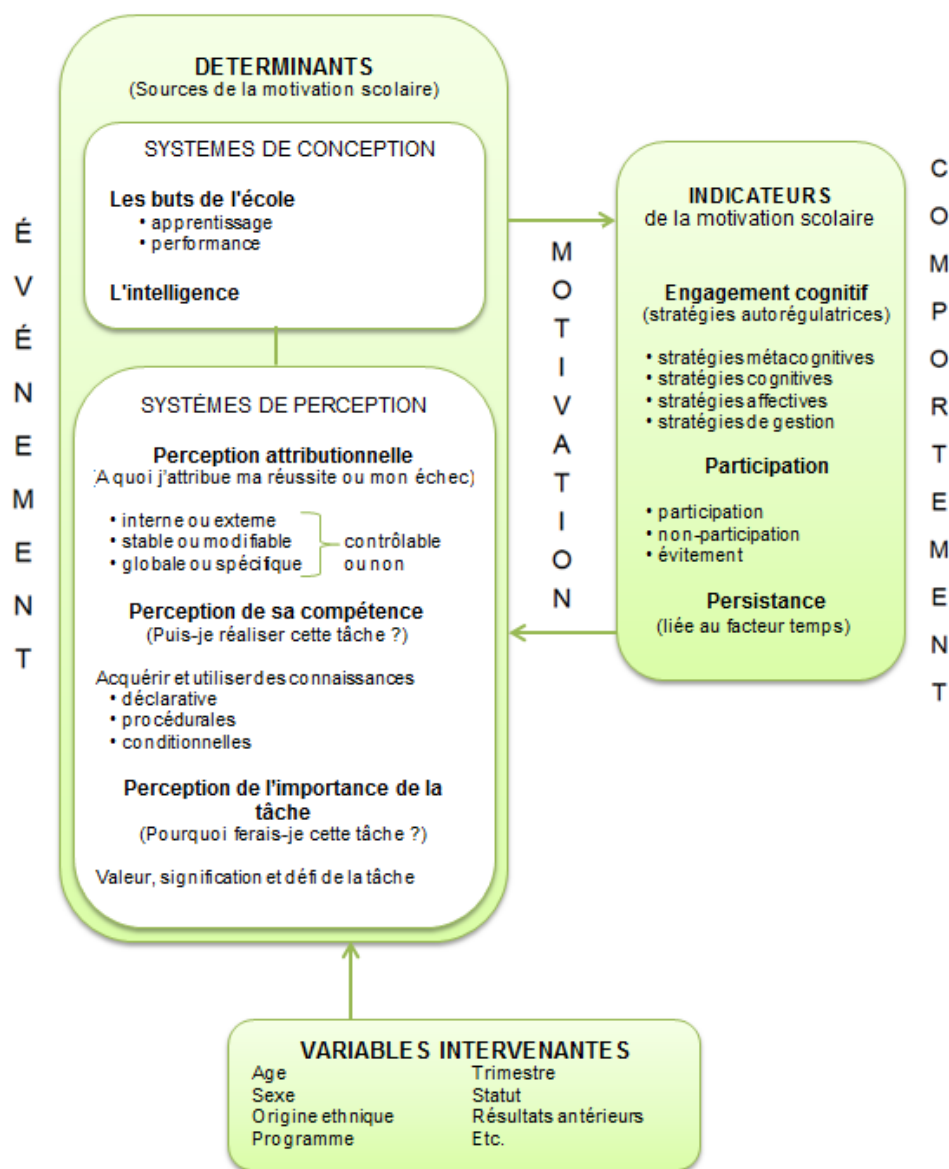 DETERMINANTS
(Sources de la motivation scolaire)
SYSTEMES DE CONCEPTION
Les buts de l'école
• apprentissage
• performance
L'intelligence
SYSTÈMES DE PERCEPTION
Perception attributionnelle
(A quoi j'attribue ma réussite ou mon échec)
• interne ou externe
• stable ou modifiable
• globale ou spécifique
contrôlable
ou non
Perception de sa compétence
(Puis-je réaliser cette tâche ?)
Acquérir et utiliser des connaissances
• déclarative
• procédurales
• conditionnelles
Perception de l'importance de la
tâche
(Pourquoi ferais-je cette tâche ?)
Valeur, signification et défi de la tâche
ÉVÉNEMENT
MOTIVATION
INDICATEURS
de la motivation scolaire
Engagement cognitif
(stratégies autorégulatrices)
• stratégies métacognitives
• stratégies cognitives
• stratégies affectives
• stratégies de gestion
Participation
• participation
• non-participation
• évitement
Persistance
(liée au facteur temps)
COMPORTEMENT
VARIABLES INTERVENANTES
Age
Sexe
Origine ethnique
Programme
Trimestre
Statut
Résultats antérieurs
Etc.